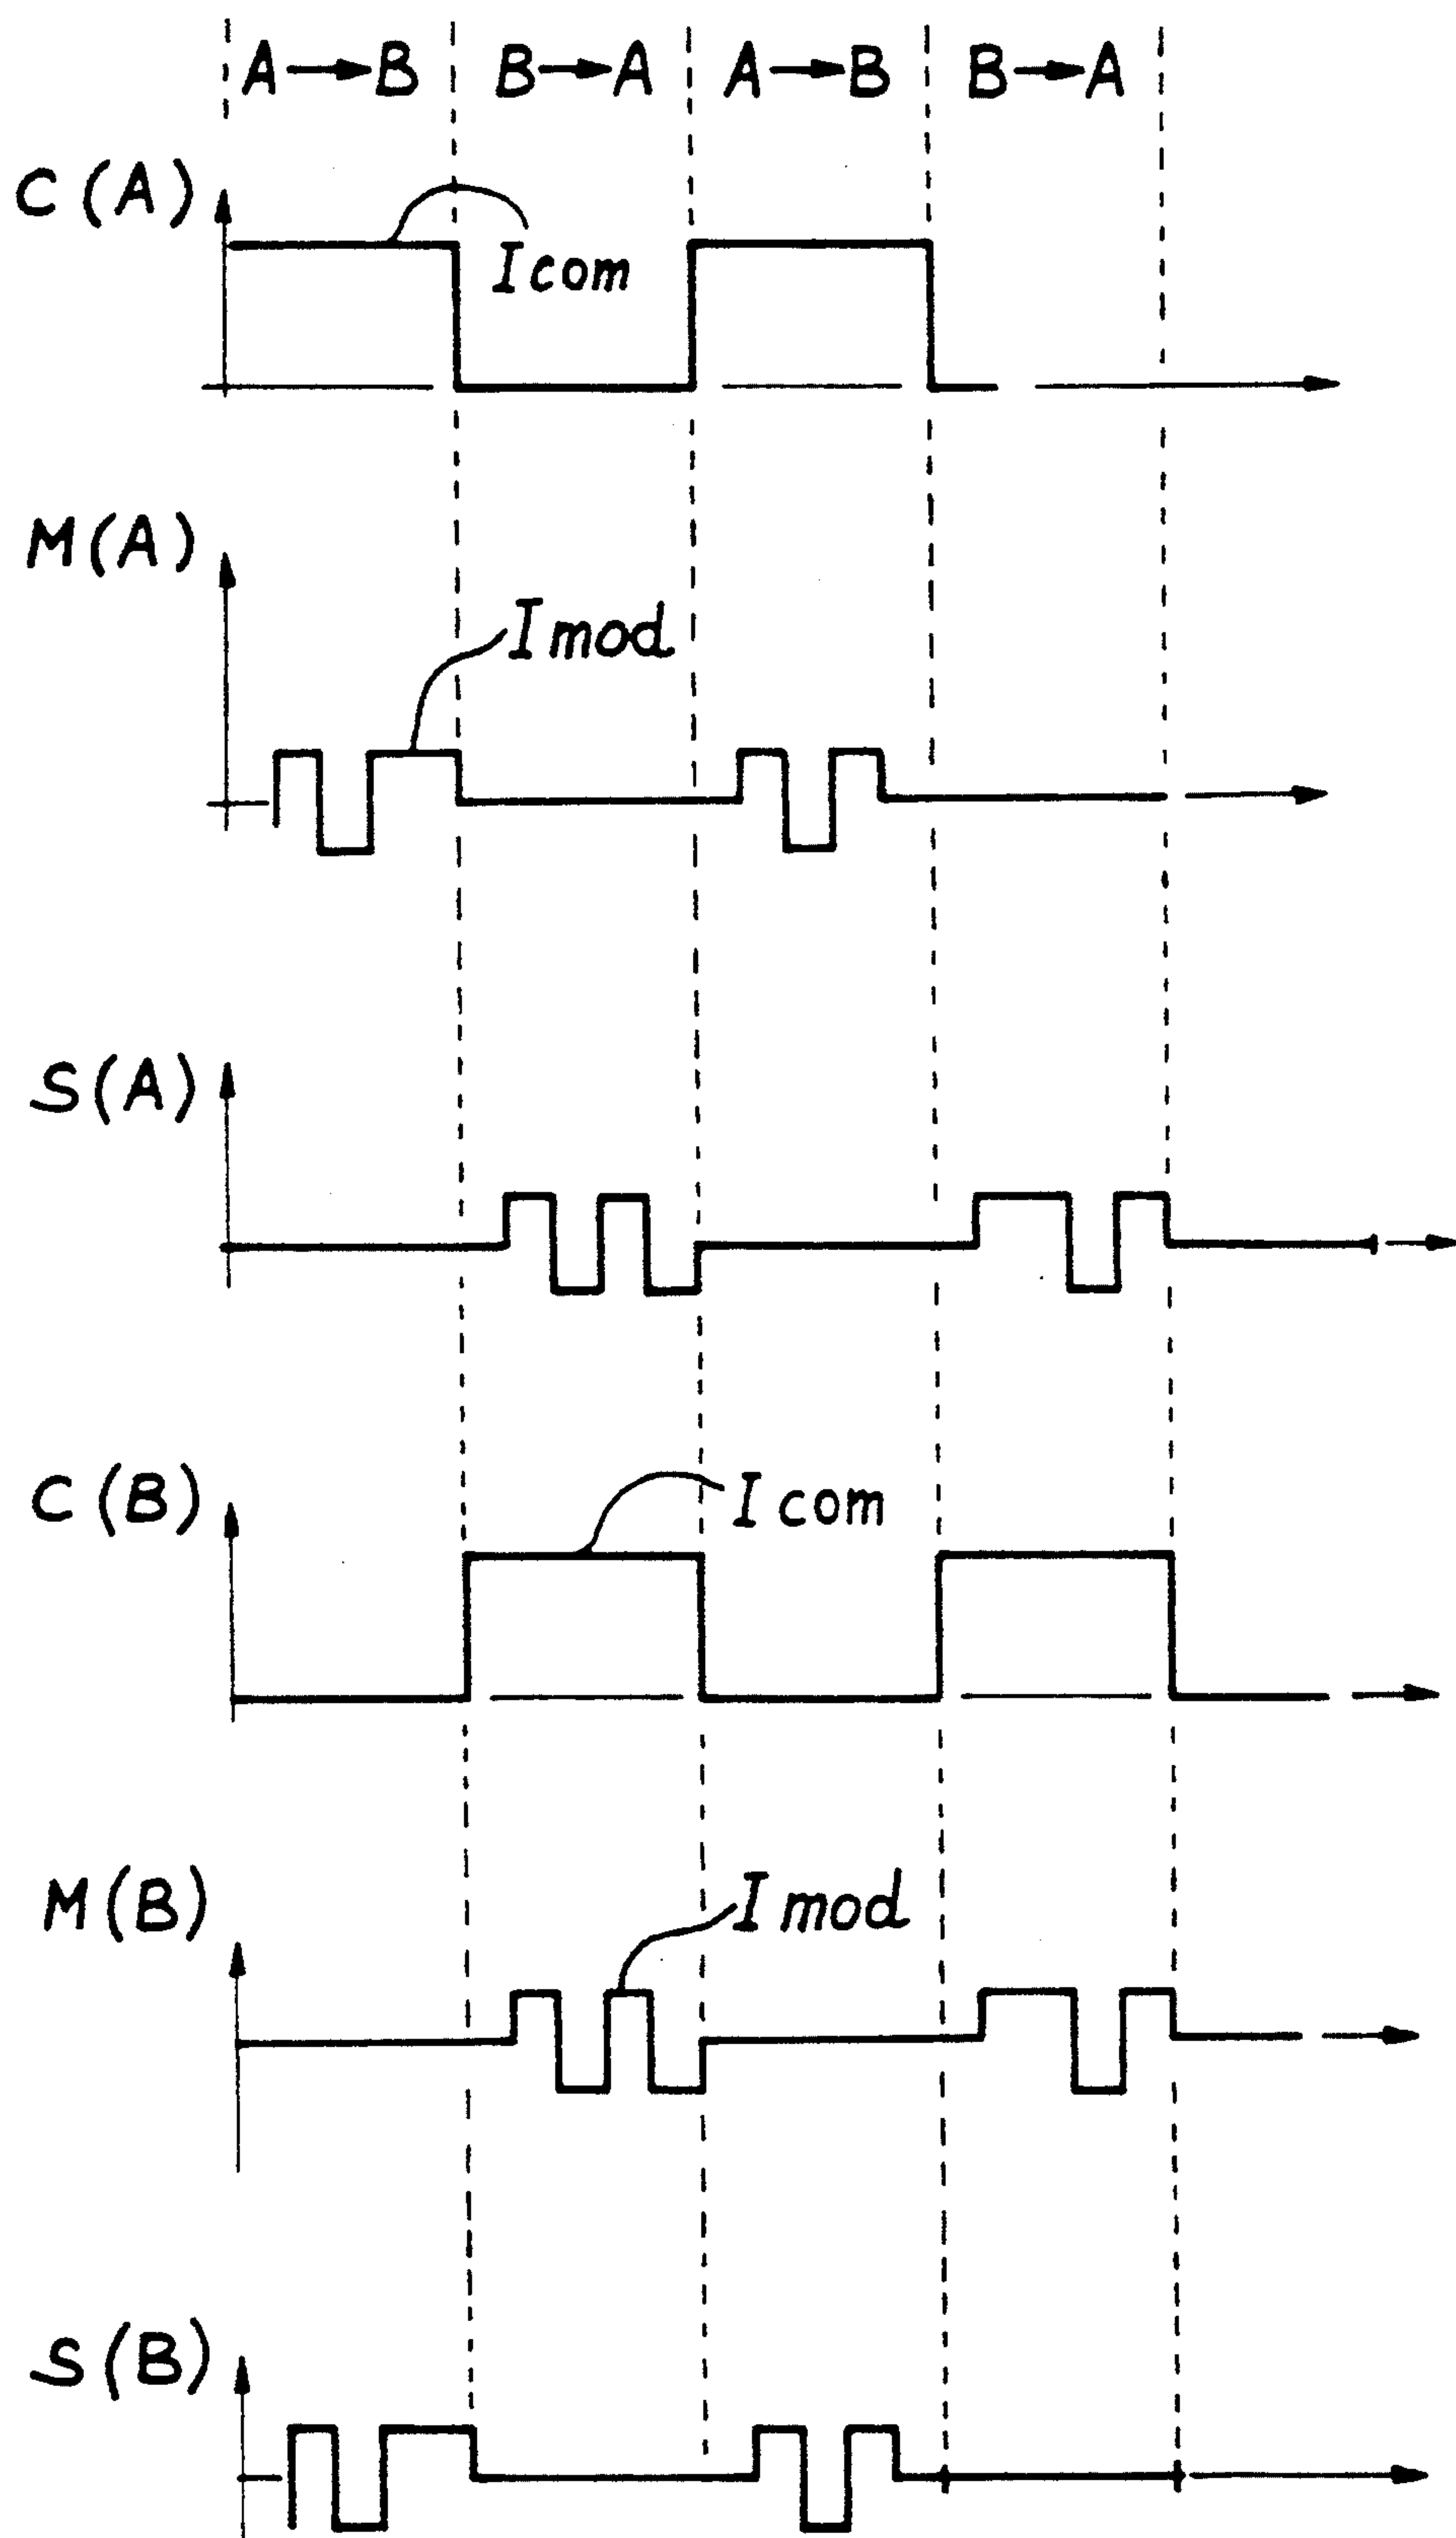 A→B B→A A→B B→A
C(A)
Icom
M(A)
Imod
S(A)
C(B)
Icom
M(B)
Imod
S(B)